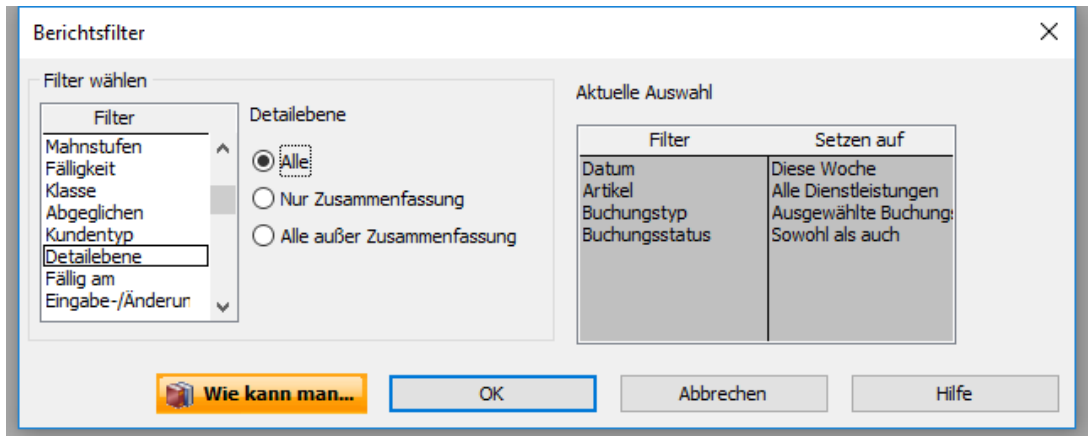 Berichtsfilter
Filter wählen
Filter
Mahnstufen
Fälligkeit
Klasse
Abgeglichen
Kundentyp
Detailebene
Fällig am
Eingabe-/Änderun
Detailebene
Alle
Nur Zusammenfassung
Alle außer Zusammenfassung
Aktuelle Auswahl
Filter Setzen auf
Datum Diese Woche
Artikel Alle Dienstleistungen
Buchungstyp Ausgewählte Buchung
Buchungsstatus Sowohl als auch
Wie kann man...
OK
Abbrechen
Hilfe